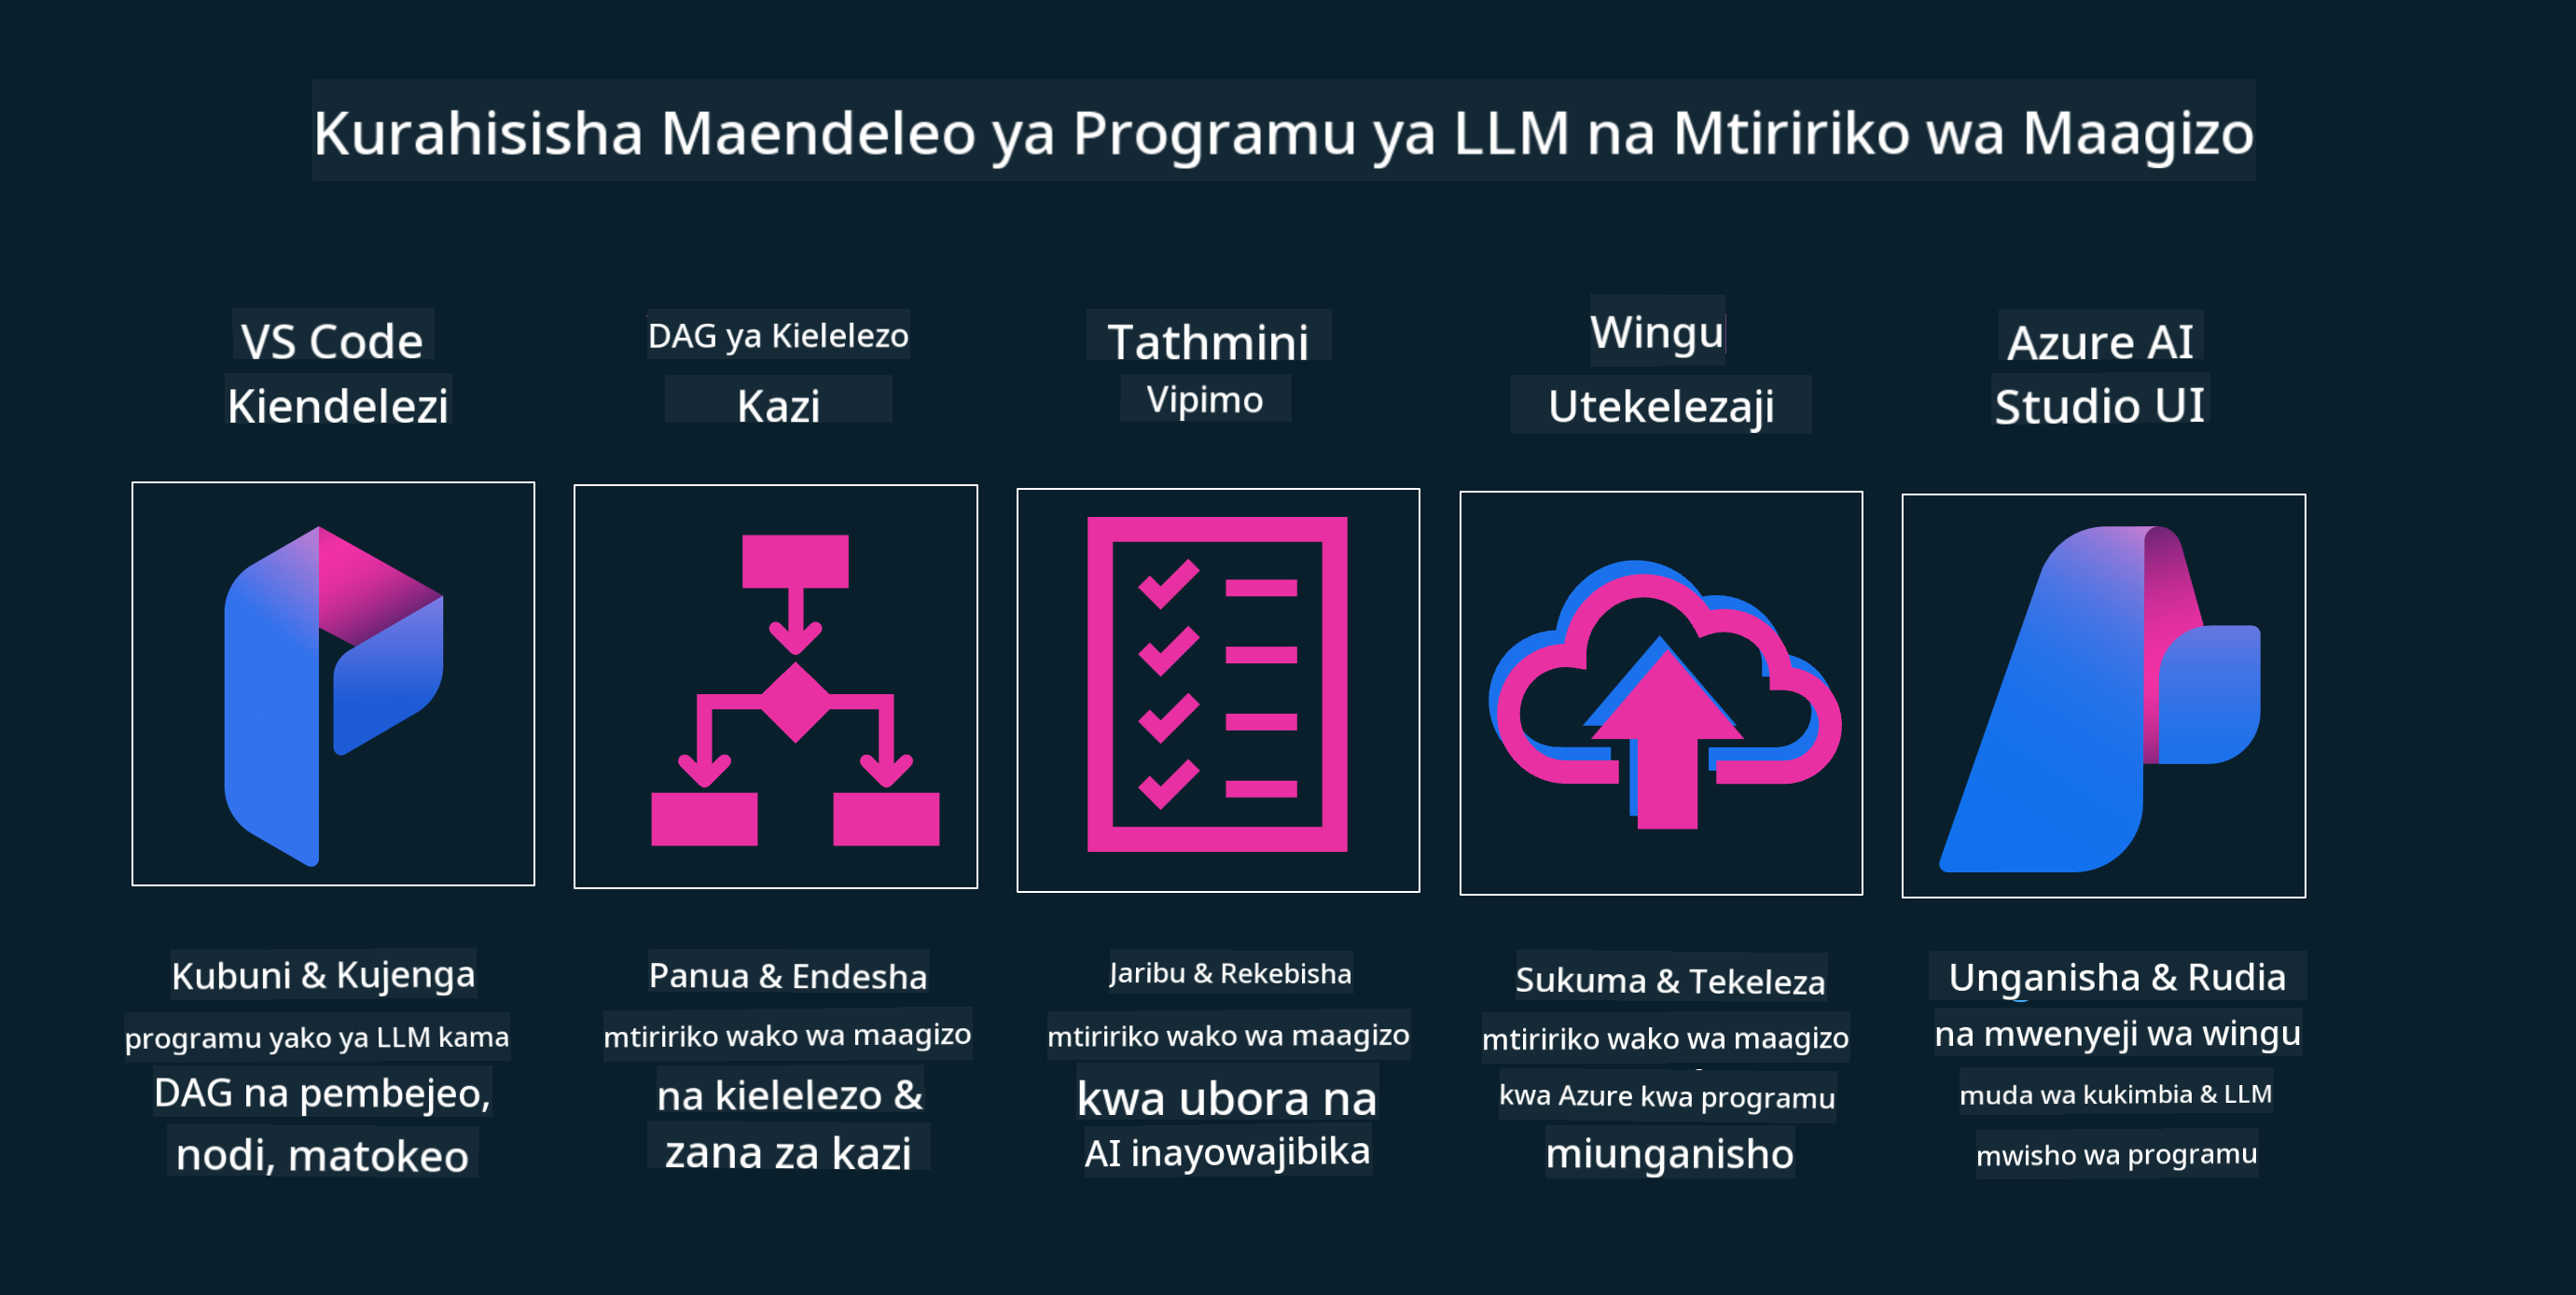 Kurahisisha Maendeleo ya Programu ya LLM na Mtiririko wa Maagizo
VS Code
Kiendelezi
DAG ya Kielelezo
Kazi
Tathmini
Vipimo
Wingu
Utekelezaji
Azure AI
Studio UI
Kubuni & Kujenga
programu yako ya LLM kama
DAG na pembejeo,
nodi, matokeo
Panua & Endesha
mtiririko wako wa maagizo
na kielelezo &
zana za kazi
Jaribu & Rekebisha
mtiririko wako wa maagizo
kwa ubora na
AI inayowajibika
Sukuma & Tekeleza
mtiririko wako wa maagizo
kwa Azure kwa programu
miunganisho
Unganisha & Rudia
na mwenyeji wa wingu
muda wa kukimbia & LLM
mwisho wa programu